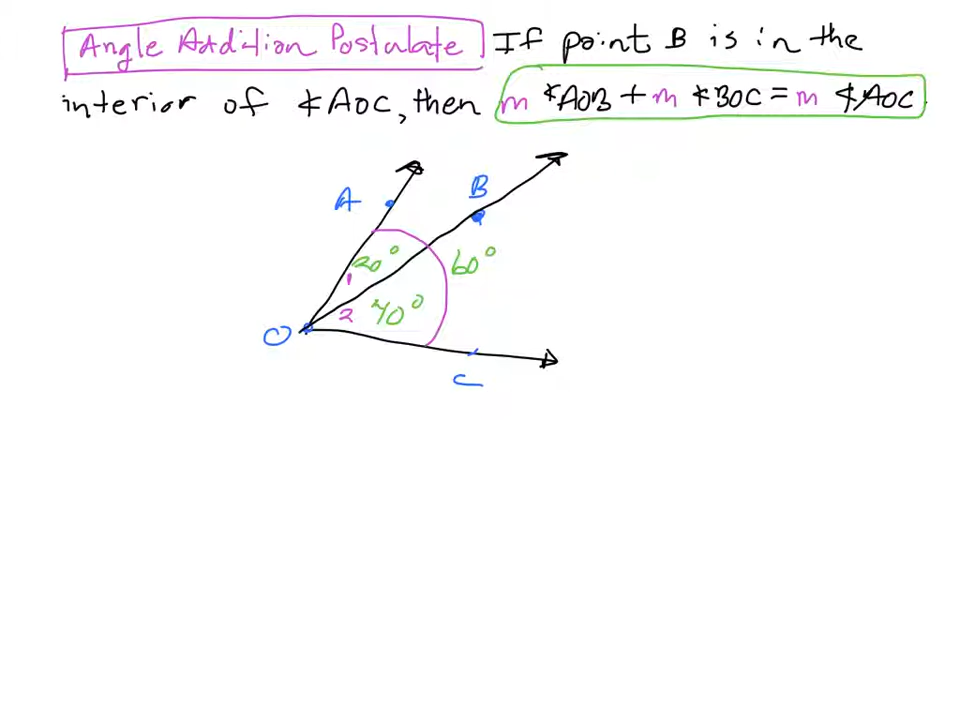 Angle Addition Postulate If point B is in the
interior of ∡AOC, then m ∡AOB + m ∡BOC = m ∡AOC
A
B
20°
60°
1
2
40°
O
C